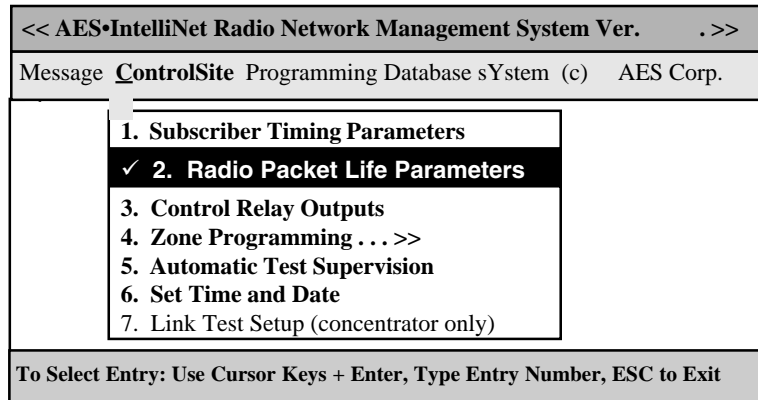 << AES•IntelliNet Radio Network Management System Ver. . >>
Message ControlSite Programming Database sYstem (c) AES Corp.
1. Subscriber Timing Parameters
✓ 2. Radio Packet Life Parameters
3. Control Relay Outputs
4. Zone Programming . . . >>
5. Automatic Test Supervision
6. Set Time and Date
7. Link Test Setup (concentrator only)
To Select Entry: Use Cursor Keys + Enter, Type Entry Number, ESC to Exit